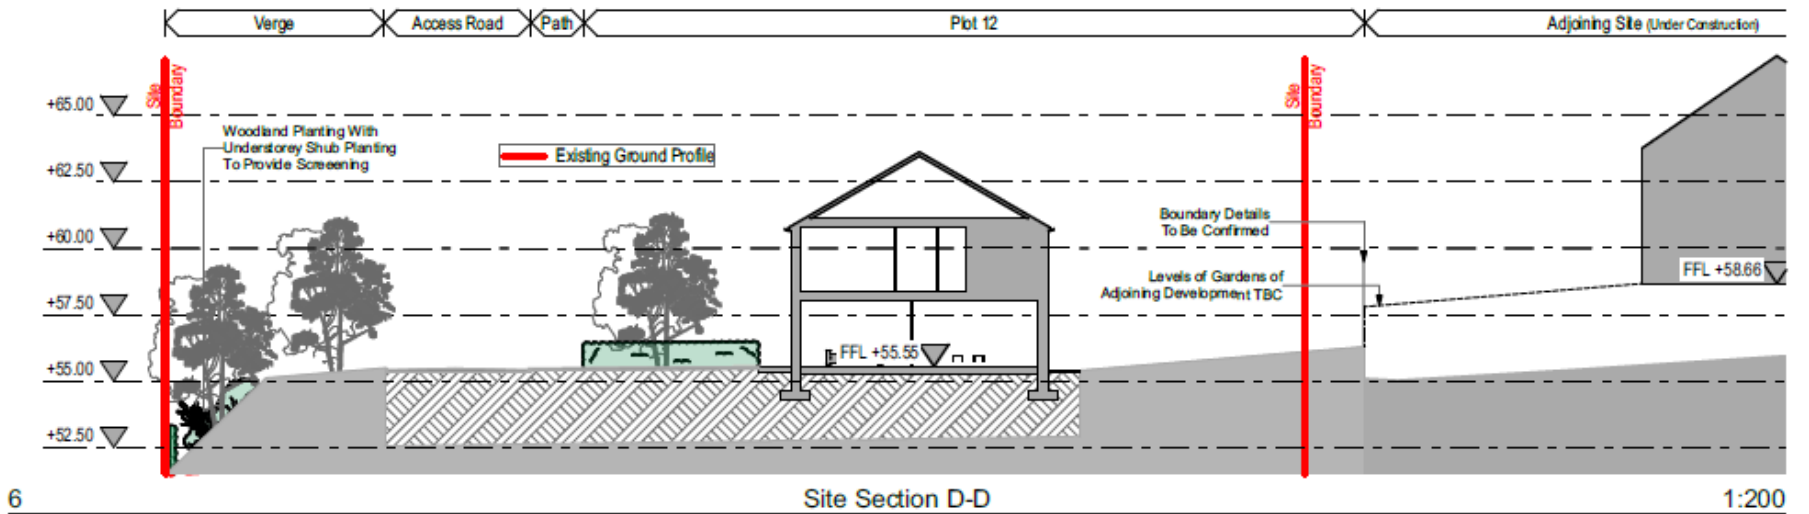 Verge Access Road Path Plot 12 Adjoining Site (Under Construction)
Site
Boundary
Site
Boundary
+65.00
Woodland Planting With
Understorey Shub Planting
To Provide Screeening
Existing Ground Profile
+62.50
Boundary Details
To Be Confirmed
+60.00
FFL +58.66
Levels of Gardens of
Adjoining Development TBC
+57.50
FFL +55.55
+55.00
+52.50
6 Site Section D-D 1:200